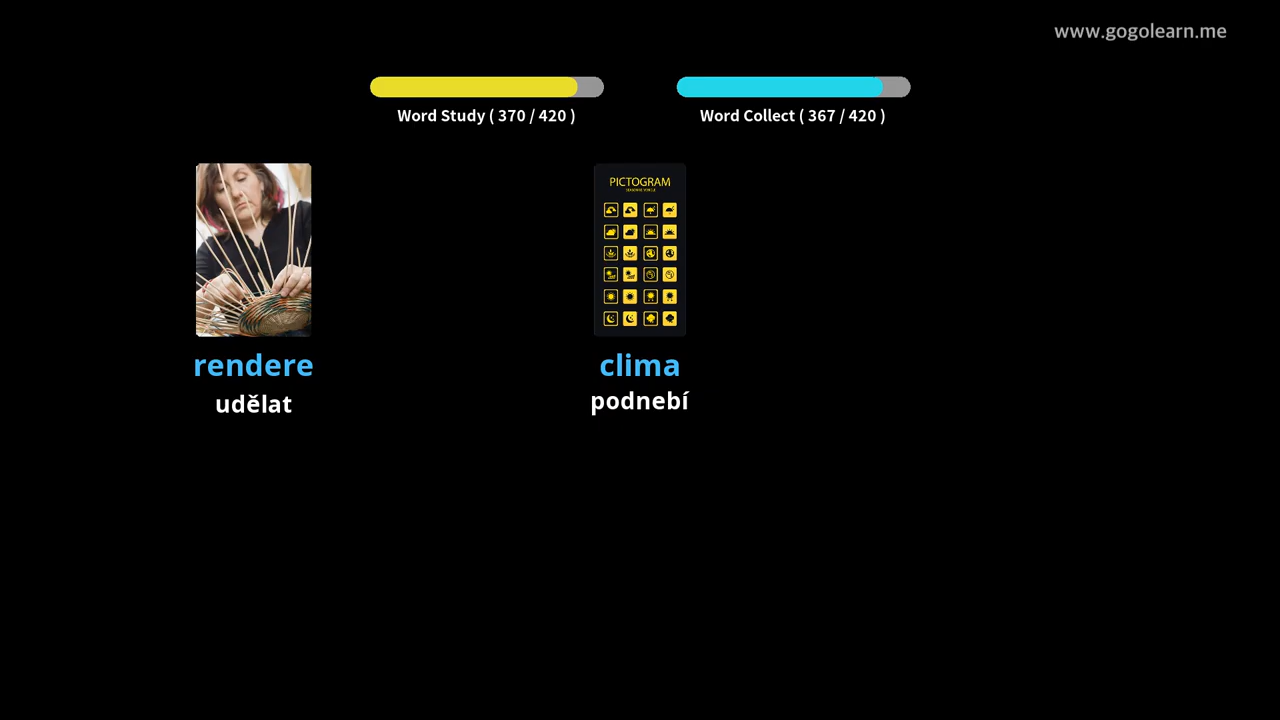 www.gogolearn.me
Word Study ( 370 / 420 )
Word Collect ( 367 / 420 )
PICTOGRAM
rendere
udělat
clima
podnebí